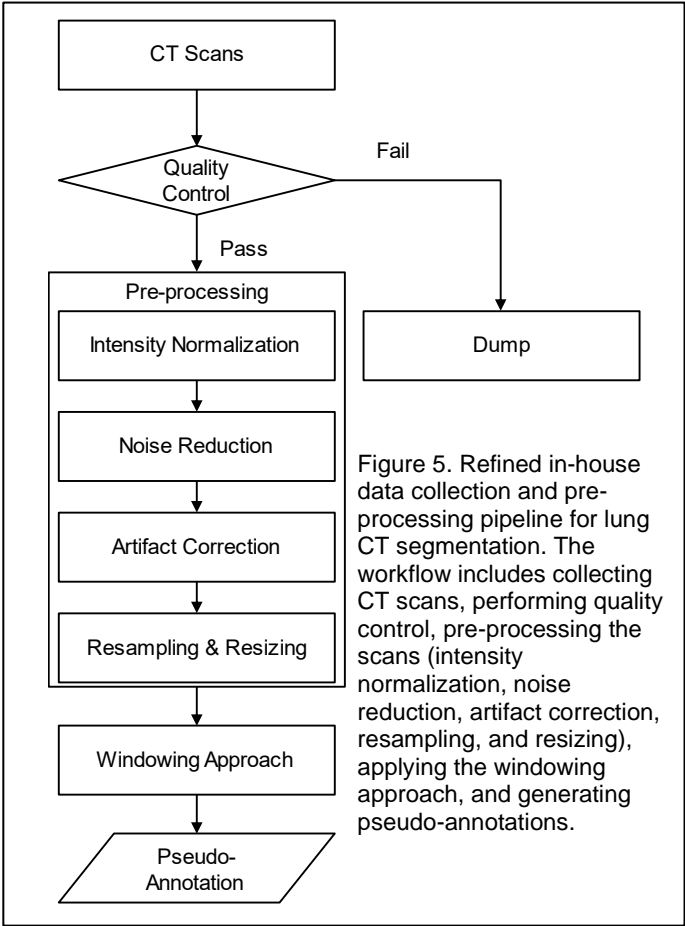 CT Scans
Quality
Control
Fail
Pass
Pre-processing
Intensity Normalization
Dump
Noise Reduction
Artifact Correction
Resampling & Resizing
Windowing Approach
Pseudo-
Annotation
Figure 5. Refined in-house
data collection and pre-
processing pipeline for lung
CT segmentation. The
workflow includes collecting
CT scans, performing quality
control, pre-processing the
scans (intensity
normalization, noise
reduction, artifact correction,
resampling, and resizing),
applying the windowing
approach, and generating
pseudo-annotations.